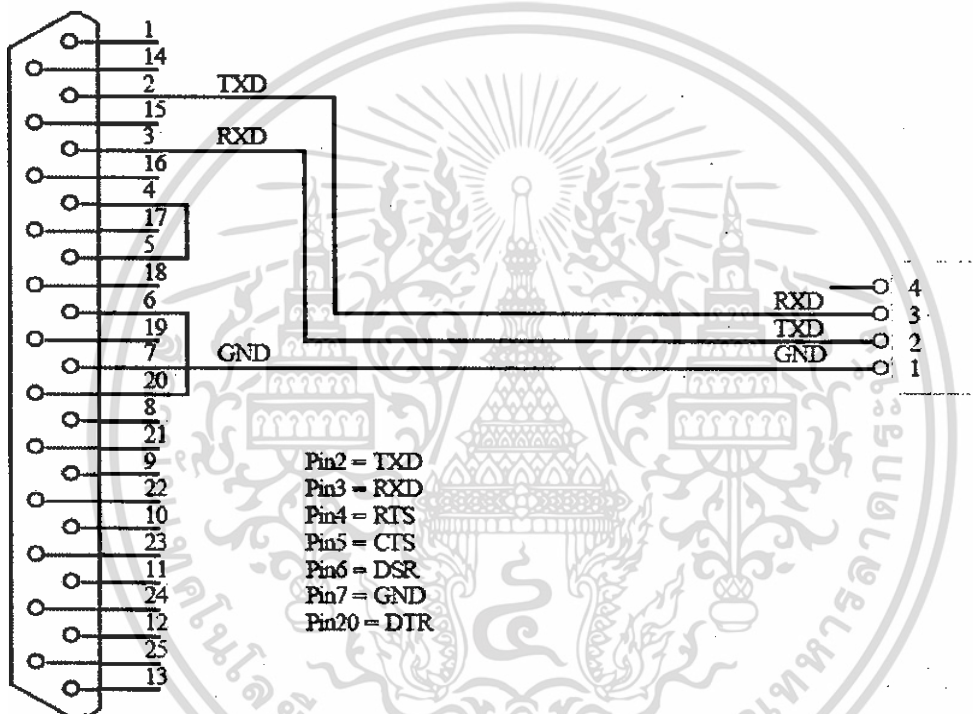 1
14
2
TXD
15
3
RXD
16
4
17
5
18
6
19
7
GND
20
8
21
9
22
10
23
11
24
12
25
13
RXD
4
3
TXD
2
GND
1
Pin2 = TXD
Pin3 = RXD
Pin4 = RTS
Pin5 = CTS
Pin6 = DSR
Pin7 = GND
Pin20 = DTR